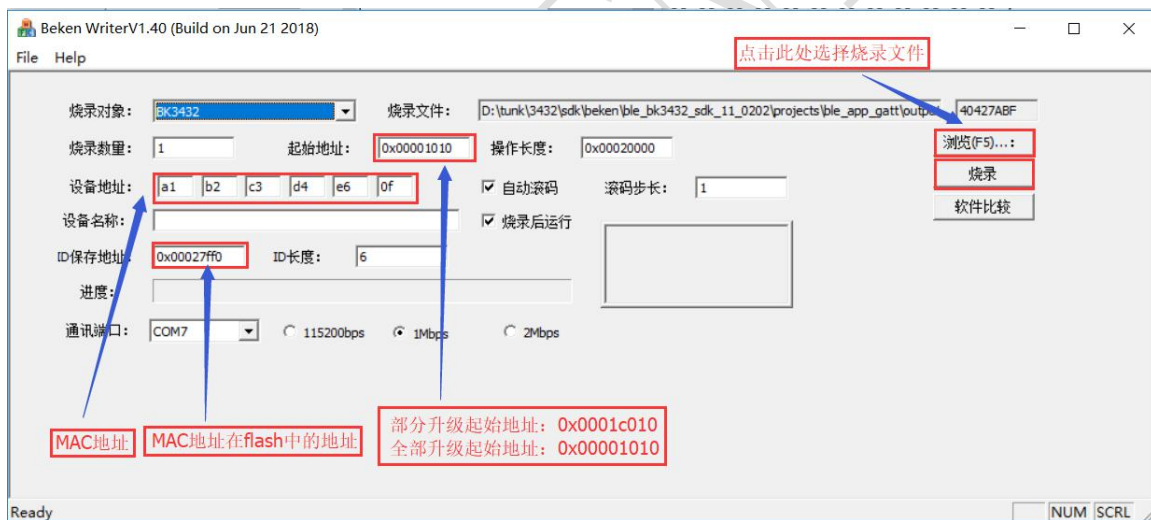 Beken WriterV1.40 (Build on Jun 21 2018)
File Help
点击此处选择烧录文件
烧录对象: BK3432 烧录文件: D:\tunk\3432\sdk\beken\ble_bk3432_sdk_11_0202\projects\ble_app_gatt\output 40427ABF
烧录数量: 1 起始地址: 0x00001010 操作长度: 0x00020000 浏览(F5)...:
烧录
设备地址: a1 b2 c3 d4 e6 0f 自动滚码 滚码步长: 1
软件比较
设备名称: 烧录后运行
ID保存地址: 0x00027ff0 ID长度: 6
进度:
通讯端口: COM7 115200bps 1Mbps 2Mbps
MAC地址
MAC地址在flash中的地址
部分升级起始地址：0x0001c010
全部升级起始地址：0x00001010
Ready NUM SCRL